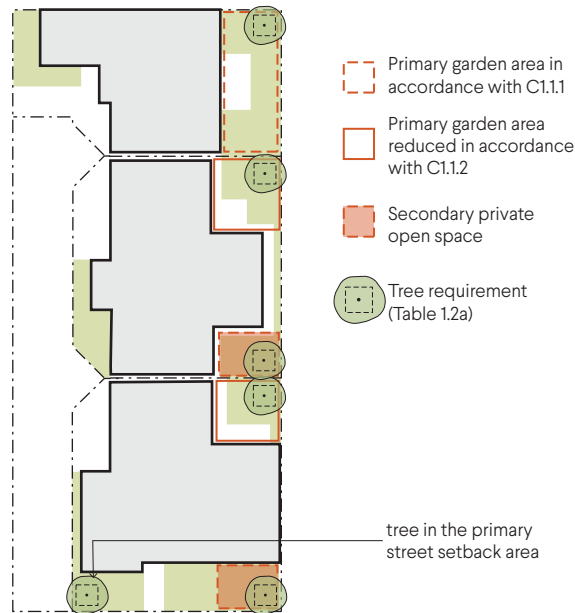 Primary garden area in
accordance with C1.1.1
Primary garden area
reduced in accordance
with C1.1.2
Secondary private
open space
Tree requirement
(Table 1.2a)
tree in the primary
street setback area